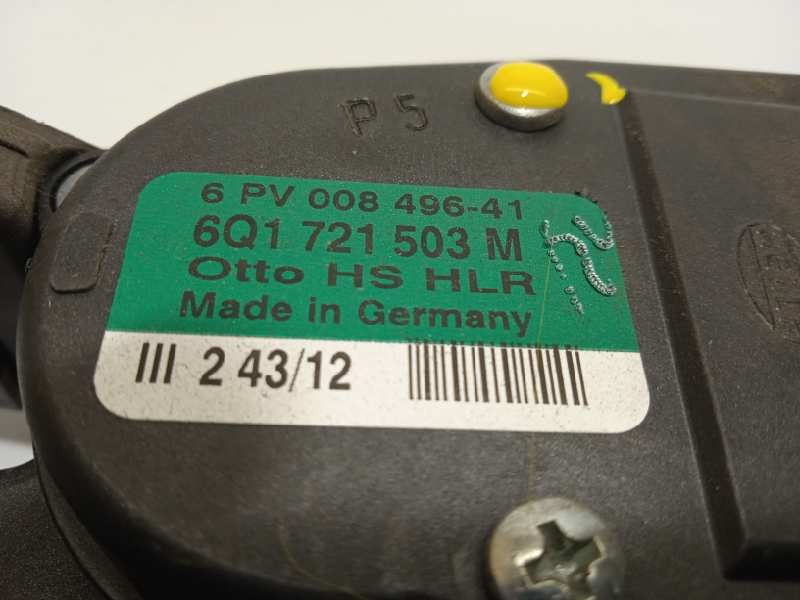 P5
6 PV 008 496-41
6Q1 721 503 M
Otto HS HLR
Made in Germany
III 2 43/12